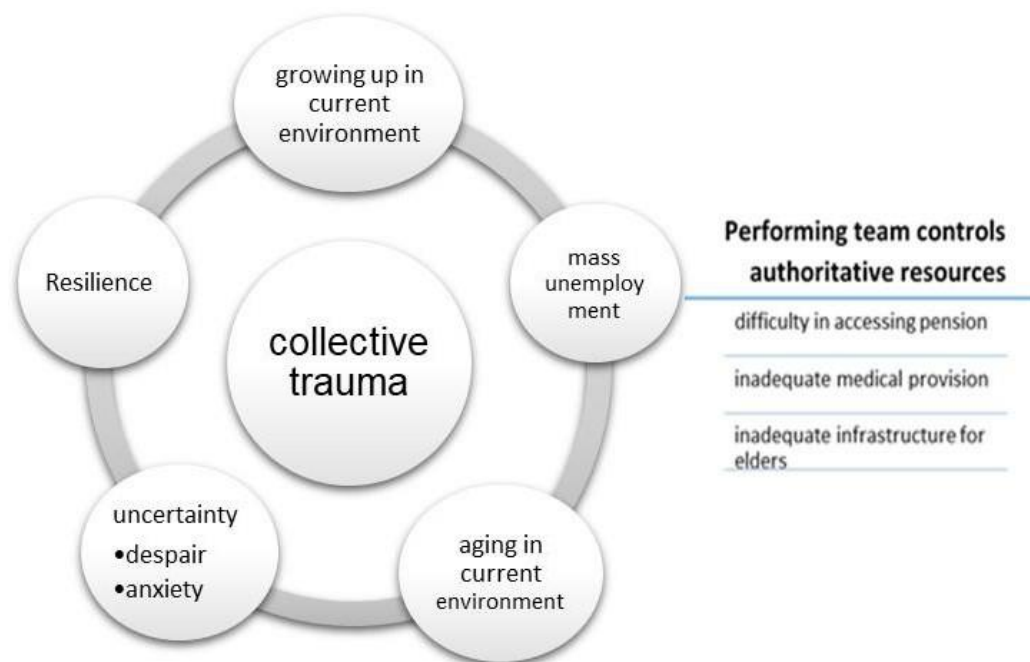 growing up in
current
environment
Resilience
mass
unemploy
ment
collective
trauma
uncertainty
•despair
•anxiety
aging in
current
environment
Performing team controls
authoritative resources
difficulty in accessing pension
inadequate medical provision
inadequate infrastructure for
elders